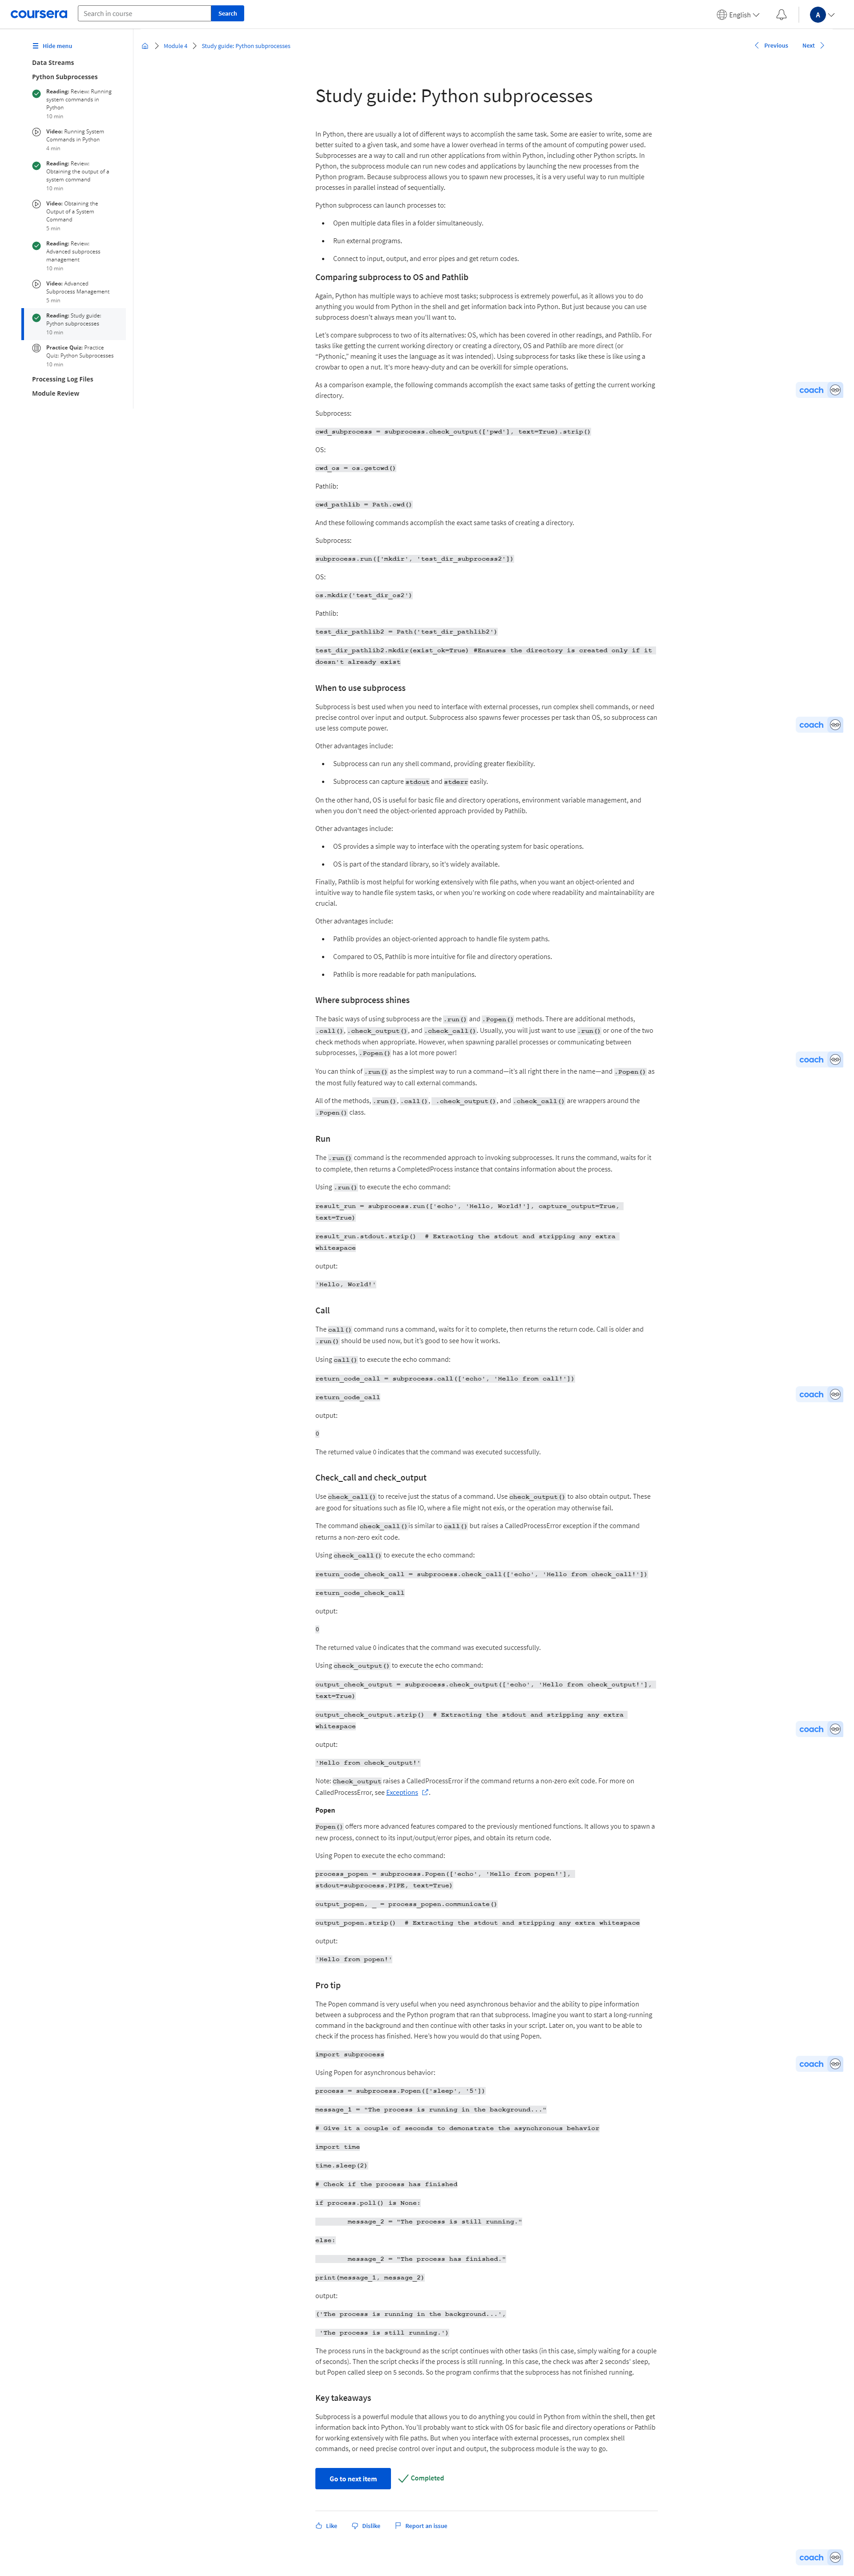 coursera
Search in course
Search
English
A
Hide menu
Data Streams
Python Subprocesses
Reading: Review: Running
system commands in
Python
10 min
Video: Running System
Commands in Python
4 min
Reading: Review:
Obtaining the output of a
system command
10 min
Video: Obtaining the
Output of a System
Command
5 min
Reading: Review:
Advanced subprocess
management
10 min
Video: Advanced
Subprocess Management
5 min
Reading: Study guide:
Python subprocesses
10 min
Practice Quiz: Practice
Quiz: Python Subprocesses
10 min
Processing Log Files
Module Review
Module 4
Study guide: Python subprocesses
Previous
Next
Study guide: Python subprocesses
In Python, there are usually a lot of different ways to accomplish the same task. Some are easier to write, some are
better suited to a given task, and some have a lower overhead in terms of the amount of computing power used.
Subprocesses are a way to call and run other applications from within Python, including other Python scripts. In
Python, the subprocess module can run new codes and applications by launching the new processes from the
Python program. Because subprocess allows you to spawn new processes, it is a very useful way to run multiple
processes in parallel instead of sequentially.
Python subprocess can launch processes to:
Open multiple data files in a folder simultaneously.
Run external programs.
Connect to input, output, and error pipes and get return codes.
Comparing subprocess to OS and Pathlib
Again, Python has multiple ways to achieve most tasks; subprocess is extremely powerful, as it allows you to do
anything you would from Python in the shell and get information back into Python. But just because you can use
subprocess doesn't always mean you'll want to.
Let's compare subprocess to two of its alternatives: OS, which has been covered in other readings, and Pathlib. For
tasks like getting the current working directory or creating a directory, OS and Pathlib are more direct (or
“Pythonic,” meaning it uses the language as it was intended). Using subprocess for tasks like these is like using a
crowbar to open a nut. It's more heavy-duty and can be overkill for simple operations.
As a comparison example, the following commands accomplish the exact same tasks of getting the current working
directory.
Subprocess:
cwd_subprocess = subprocess.check_output(['pwd'], text=True).strip()
OS:
cwd_os = os.getcwd()
Pathlib:
cwd_pathlib = Path.cwd()
And these following commands accomplish the exact same tasks of creating a directory.
Subprocess:
subprocess.run(['mkdir', 'test_dir_subprocess2'])
OS:
os.mkdir('test_dir_os2')
Pathlib:
test_dir_pathlib2 = Path('test_dir_pathlib2')
test_dir_pathlib2.mkdir(exist_ok=True) #Ensures the directory is created only if it
doesn't already exist
When to use subprocess
Subprocess is best used when you need to interface with external processes, run complex shell commands, or need
precise control over input and output. Subprocess also spawns fewer processes per task than OS, so subprocess can
use less compute power.
Other advantages include:
Subprocess can run any shell command, providing greater flexibility.
Subprocess can capture stdout and stderr easily.
On the other hand, OS is useful for basic file and directory operations, environment variable management, and
when you don't need the object-oriented approach provided by Pathlib.
Other advantages include:
OS provides a simple way to interface with the operating system for basic operations.
OS is part of the standard library, so it's widely available.
Finally, Pathlib is most helpful for working extensively with file paths, when you want an object-oriented and
intuitive way to handle file system tasks, or when you're working on code where readability and maintainability are
crucial.
Other advantages include:
Pathlib provides an object-oriented approach to handle file system paths.
Compared to OS, Pathlib is more intuitive for file and directory operations.
Pathlib is more readable for path manipulations.
Where subprocess shines
The basic ways of using subprocess are the .run() and .Popen() methods. There are additional methods,
.call(), .check_output(), and .check_call(). Usually, you will just want to use .run() or one of the two
check methods when appropriate. However, when spawning parallel processes or communicating between
subprocesses, .Popen() has a lot more power!
You can think of .run() as the simplest way to run a command—it's all right there in the name—and .Popen() as
the most fully featured way to call external commands.
All of the methods, .run(), .call(), .check_output(), and .check_call() are wrappers around the
.Popen() class.
Run
The .run() command is the recommended approach to invoking subprocesses. It runs the command, waits for it
to complete, then returns a CompletedProcess instance that contains information about the process.
Using .run() to execute the echo command:
result_run = subprocess.run(['echo', 'Hello, World!'], capture_output=True,
text=True)
result_run.stdout.strip()  # Extracting the stdout and stripping any extra
whitespace
output:
'Hello, World!'
Call
The call() command runs a command, waits for it to complete, then returns the return code. Call is older and
.run() should be used now, but it's good to see how it works.
Using call() to execute the echo command:
return_code_call = subprocess.call(['echo', 'Hello from call!'])
return_code_call
output:
0
The returned value 0 indicates that the command was executed successfully.
Check_call and check_output
Use check_call() to receive just the status of a command. Use check_output() to also obtain output. These
are good for situations such as file IO, where a file might not exis, or the operation may otherwise fail.
The command check_call()is similar to call() but raises a CalledProcessError exception if the command
returns a non-zero exit code.
Using check_call() to execute the echo command:
return_code_check_call = subprocess.check_call(['echo', 'Hello from check_call!'])
return_code_check_call
output:
0
The returned value 0 indicates that the command was executed successfully.
Using check_output() to execute the echo command:
output_check_output = subprocess.check_output(['echo', 'Hello from check_output!'],
text=True)
output_check_output.strip()  # Extracting the stdout and stripping any extra
whitespace
output:
'Hello from check_output!'
Note: Check_output raises a CalledProcessError if the command returns a non-zero exit code. For more on
CalledProcessError, see Exceptions.
Popen
Popen() offers more advanced features compared to the previously mentioned functions. It allows you to spawn a
new process, connect to its input/output/error pipes, and obtain its return code.
Using Popen to execute the echo command:
process_popen = subprocess.Popen(['echo', 'Hello from popen!'],
stdout=subprocess.PIPE, text=True)
output_popen, _ = process_popen.communicate()
output_popen.strip()  # Extracting the stdout and stripping any extra whitespace
output:
'Hello from popen!'
Pro tip
The Popen command is very useful when you need asynchronous behavior and the ability to pipe information
between a subprocess and the Python program that ran that subprocess. Imagine you want to start a long-running
command in the background and then continue with other tasks in your script. Later on, you want to be able to
check if the process has finished. Here's how you would do that using Popen.
import subprocess
Using Popen for asynchronous behavior:
process = subprocess.Popen(['sleep', '5'])
message_1 = "The process is running in the background..."
# Give it a couple of seconds to demonstrate the asynchronous behavior
import time
time.sleep(2)
# Check if the process has finished
if process.poll() is None:
message_2 = "The process is still running."
else:
message_2 = "The process has finished."
print(message_1, message_2)
output:
('The process is running in the background...',
'The process is still running.')
The process runs in the background as the script continues with other tasks (in this case, simply waiting for a couple
of seconds). Then the script checks if the process is still running. In this case, the check was after 2 seconds' sleep,
but Popen called sleep on 5 seconds. So the program confirms that the subprocess has not finished running.
Key takeaways
Subprocess is a powerful module that allows you to do anything you could in Python from within the shell, then get
information back into Python. You'll probably want to stick with OS for basic file and directory operations or Pathlib
for working extensively with file paths. But when you want to interface with external processes, run complex shell
commands, or need precise control over input and output, the subprocess module is the way to go.
Go to next item
Completed
Like
Dislike
Report an issue
coach
coach
coach
coach
coach
coach
coach